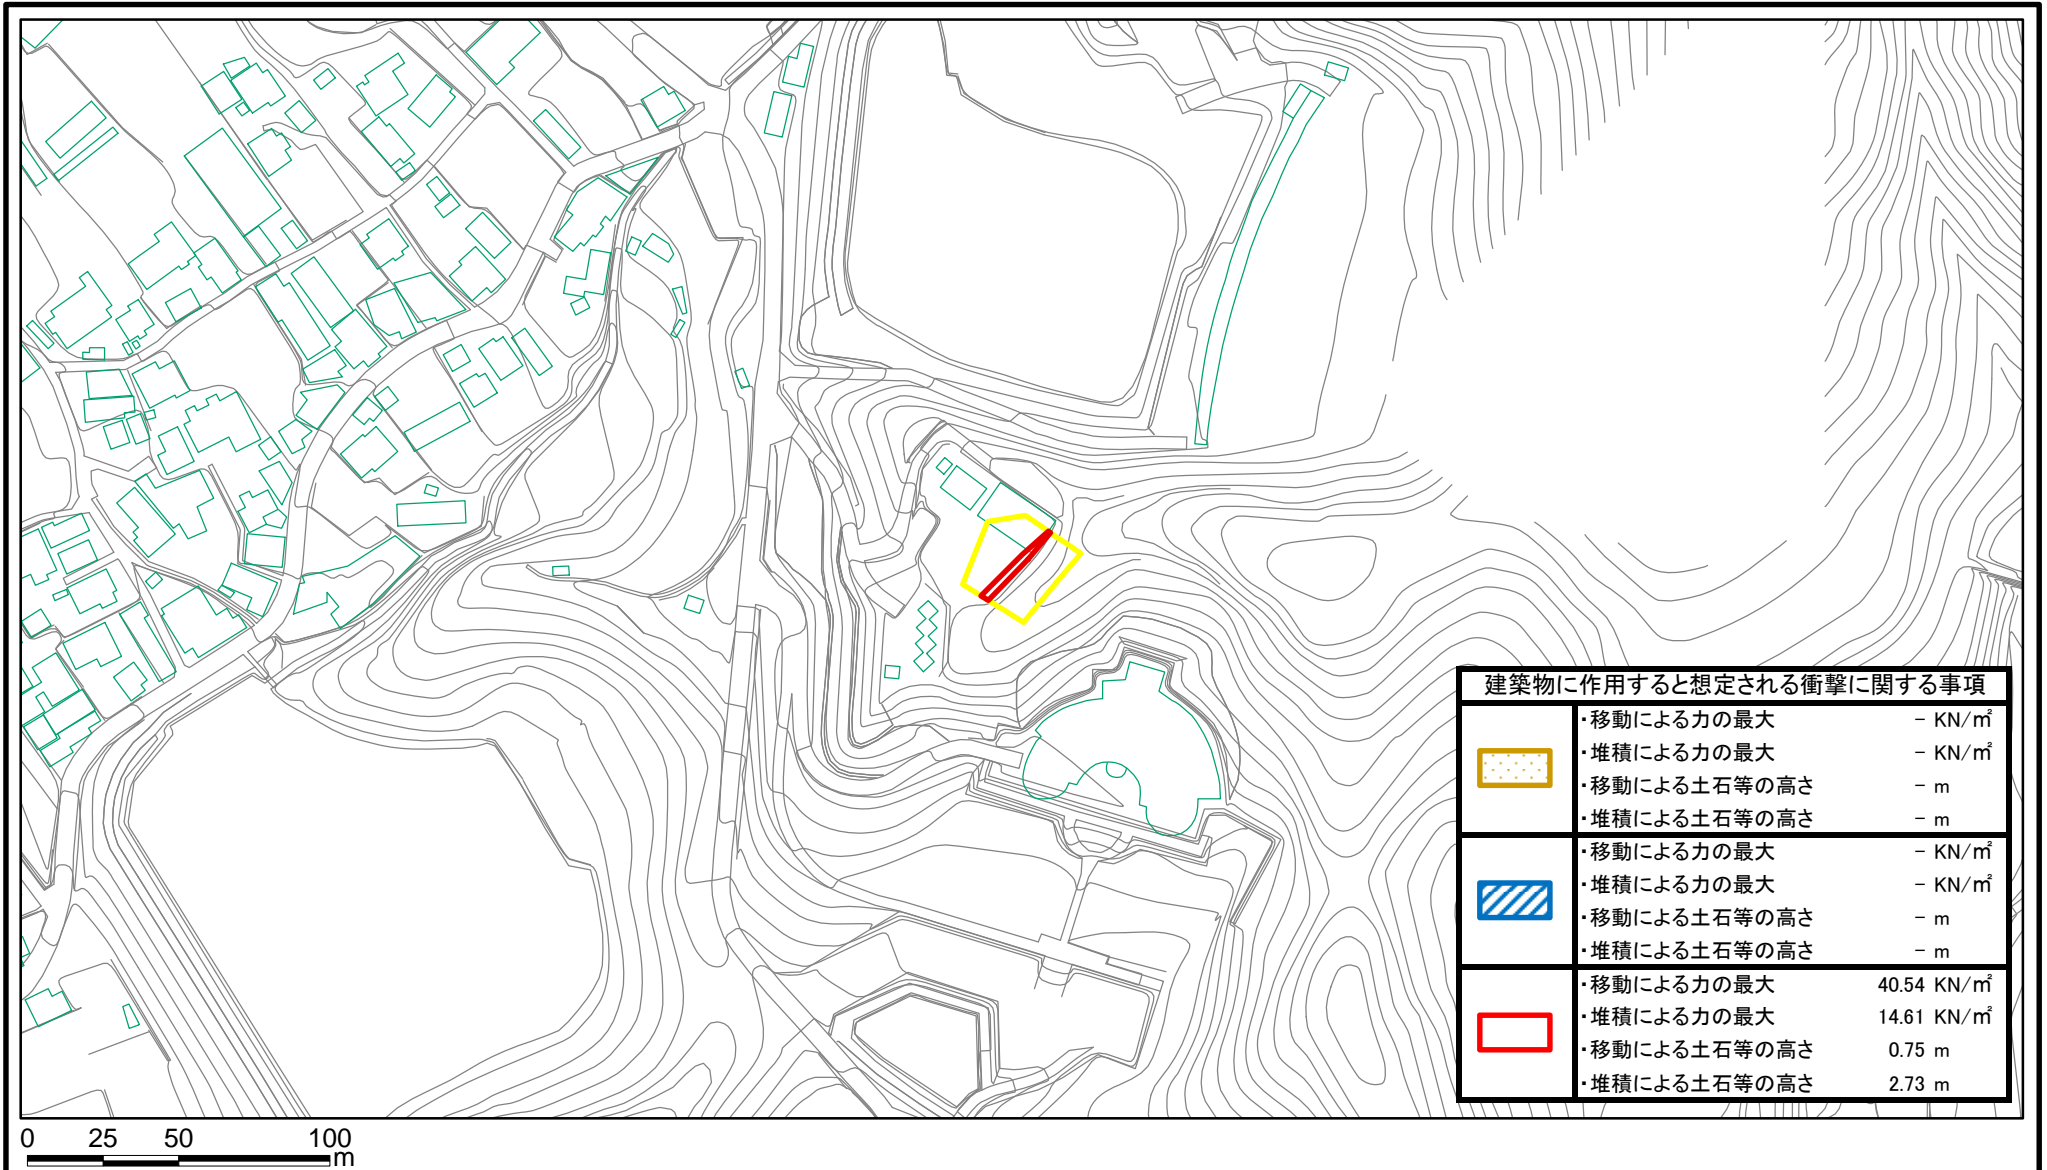 建築物に作用すると想定される衝撃に関する事項
・移動による力の最大 - KN/㎡
・堆積による力の最大 - KN/㎡
・移動による土石等の高さ - m
・堆積による土石等の高さ - m
・移動による力の最大 - KN/㎡
・堆積による力の最大 - KN/㎡
・移動による土石等の高さ - m
・堆積による土石等の高さ - m
・移動による力の最大 40.54 KN/㎡
・堆積による力の最大 14.61 KN/㎡
・移動による土石等の高さ 0.75 m
・堆積による土石等の高さ 2.73 m
0 25 50 100
m